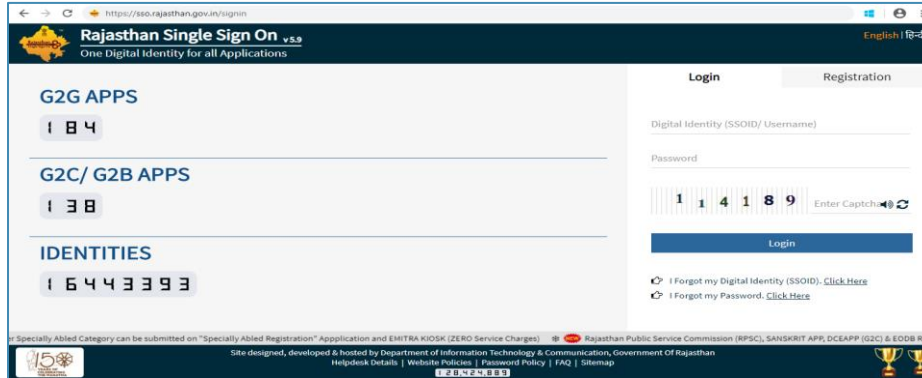 https://sso.rajasthan.gov.in/signin
Rajasthan Single Sign On v5.9
One Digital Identity for all Applications
English | हिन्दी
G2G APPS
184
G2C/ G2B APPS
138
IDENTITIES
16443393
Login Registration
Digital Identity (SSOID/ Username)
Password
1 1 4 1 8 9 Enter Captcha
Login
I Forgot my Digital Identity (SSOID). Click Here
I Forgot my Password. Click Here
er Specially Abled Category can be submitted on "Specially Abled Registration" Appplication and EMITRA KIOSK (ZERO Service Charges) Rajasthan Public Service Commission (RPSC), SANSKRIT APP, DCEAPP (G2C) & EODB R
150
Site designed, developed & hosted by Department of Information Technology & Communication, Government Of Rajasthan
Helpdesk Details | Website Policies | Password Policy | FAQ | Sitemap
128,424,889